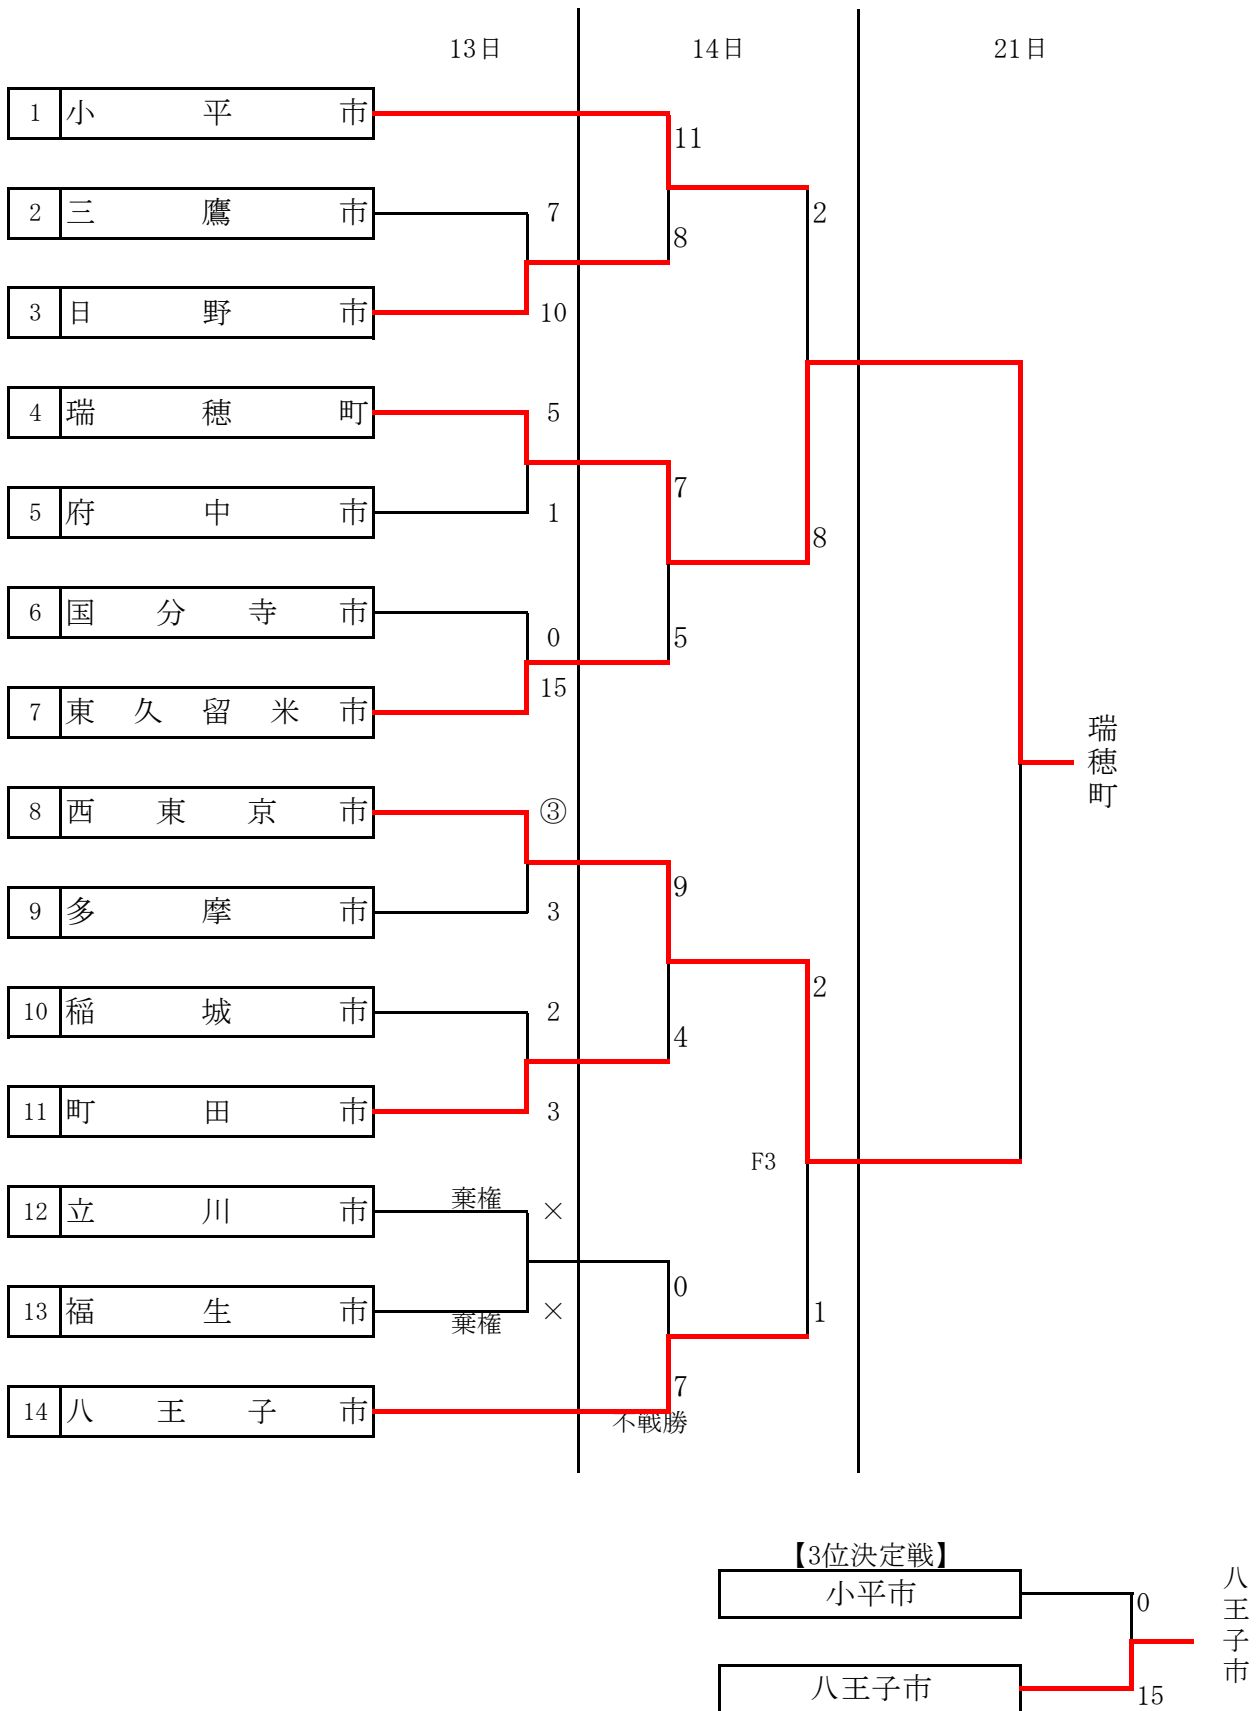 13日 14日 21日
1 小平市
11
2 三鷹市 7
2
8
3 日野市 10
4 瑞穂町 5
7
5 府中市 1
8
6 国分寺市
0
5
15
7 東久留米市
瑞穂町
8 西東京市 ③
9
9 多摩市 3
2
10 稲城市 2
4
11 町田市 3
F3
12 立川市 棄権 ×
0
13 福生市 棄権 ×
1
7
14 八王子市
不戦勝
【3位決定戦】
小平市
0
八王子市
八王子市
15